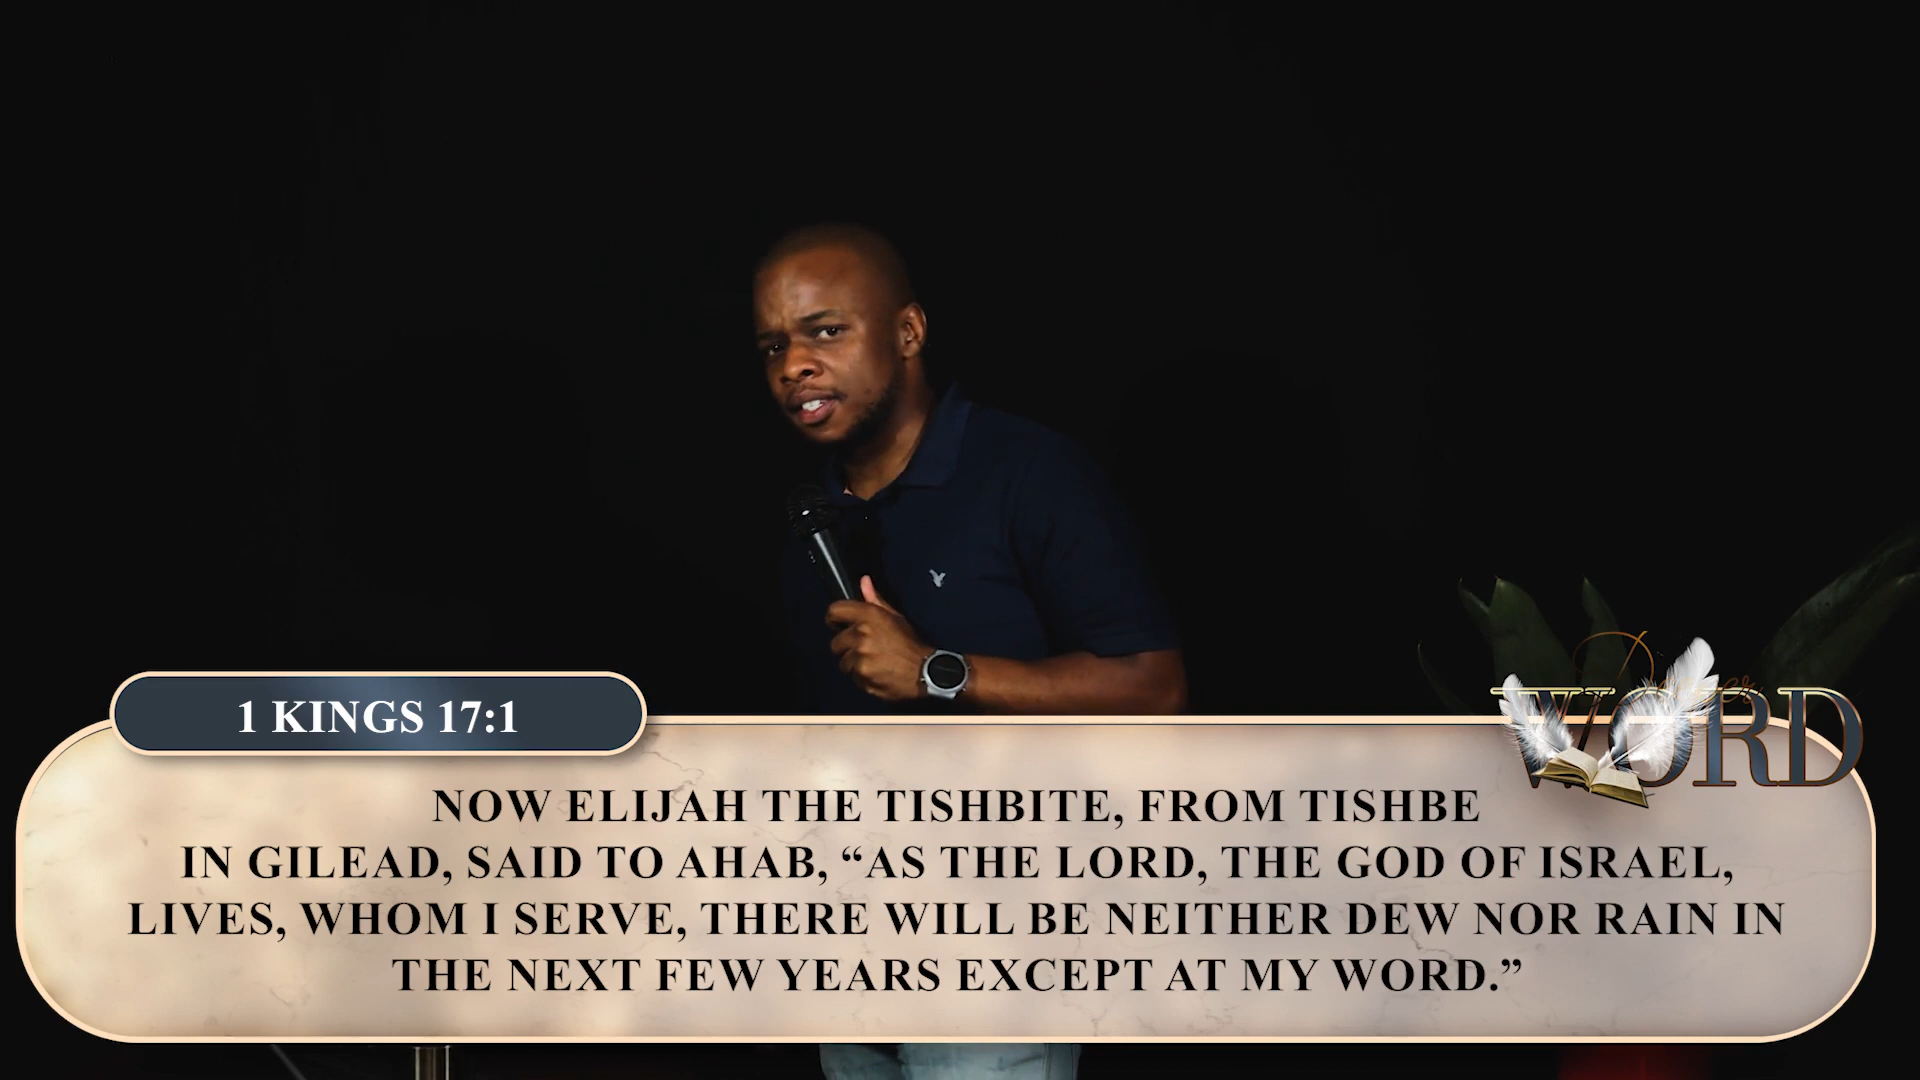 1 KINGS 17:1
WORD
NOW ELIJAH THE TISHBITE, FROM TISHBE
IN GILEAD, SAID TO AHAB, “AS THE LORD, THE GOD OF ISRAEL,
LIVES, WHOM I SERVE, THERE WILL BE NEITHER DEW NOR RAIN IN
THE NEXT FEW YEARS EXCEPT AT MY WORD.”